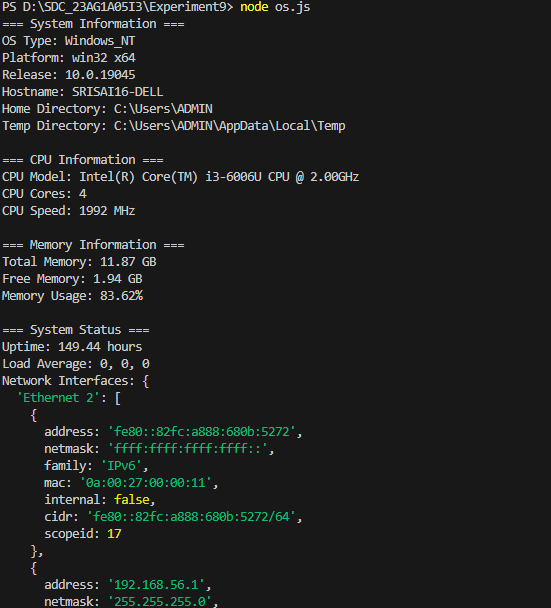 PS D:\SDC_23AG1A05I3\Experiment9> node os.js
=== System Information ===
OS Type: Windows_NT
Platform: win32 x64
Release: 10.0.19045
Hostname: SRISAI16-DELL
Home Directory: C:\Users\ADMIN
Temp Directory: C:\Users\ADMIN\AppData\Local\Temp

=== CPU Information ===
CPU Model: Intel(R) Core(TM) i3-6006U CPU @ 2.00GHz
CPU Cores: 4
CPU Speed: 1992 MHz

=== Memory Information ===
Total Memory: 11.87 GB
Free Memory: 1.94 GB
Memory Usage: 83.62%

=== System Status ===
Uptime: 149.44 hours
Load Average: 0, 0, 0
Network Interfaces: {
  'Ethernet 2': [
    {
      address: 'fe80::82fc:a888:680b:5272',
      netmask: 'ffff:ffff:ffff:ffff::',
      family: 'IPv6',
      mac: '0a:00:27:00:00:11',
      internal: false,
      cidr: 'fe80::82fc:a888:680b:5272/64',
      scopeid: 17
    },
    {
      address: '192.168.56.1',
      netmask: '255.255.255.0',